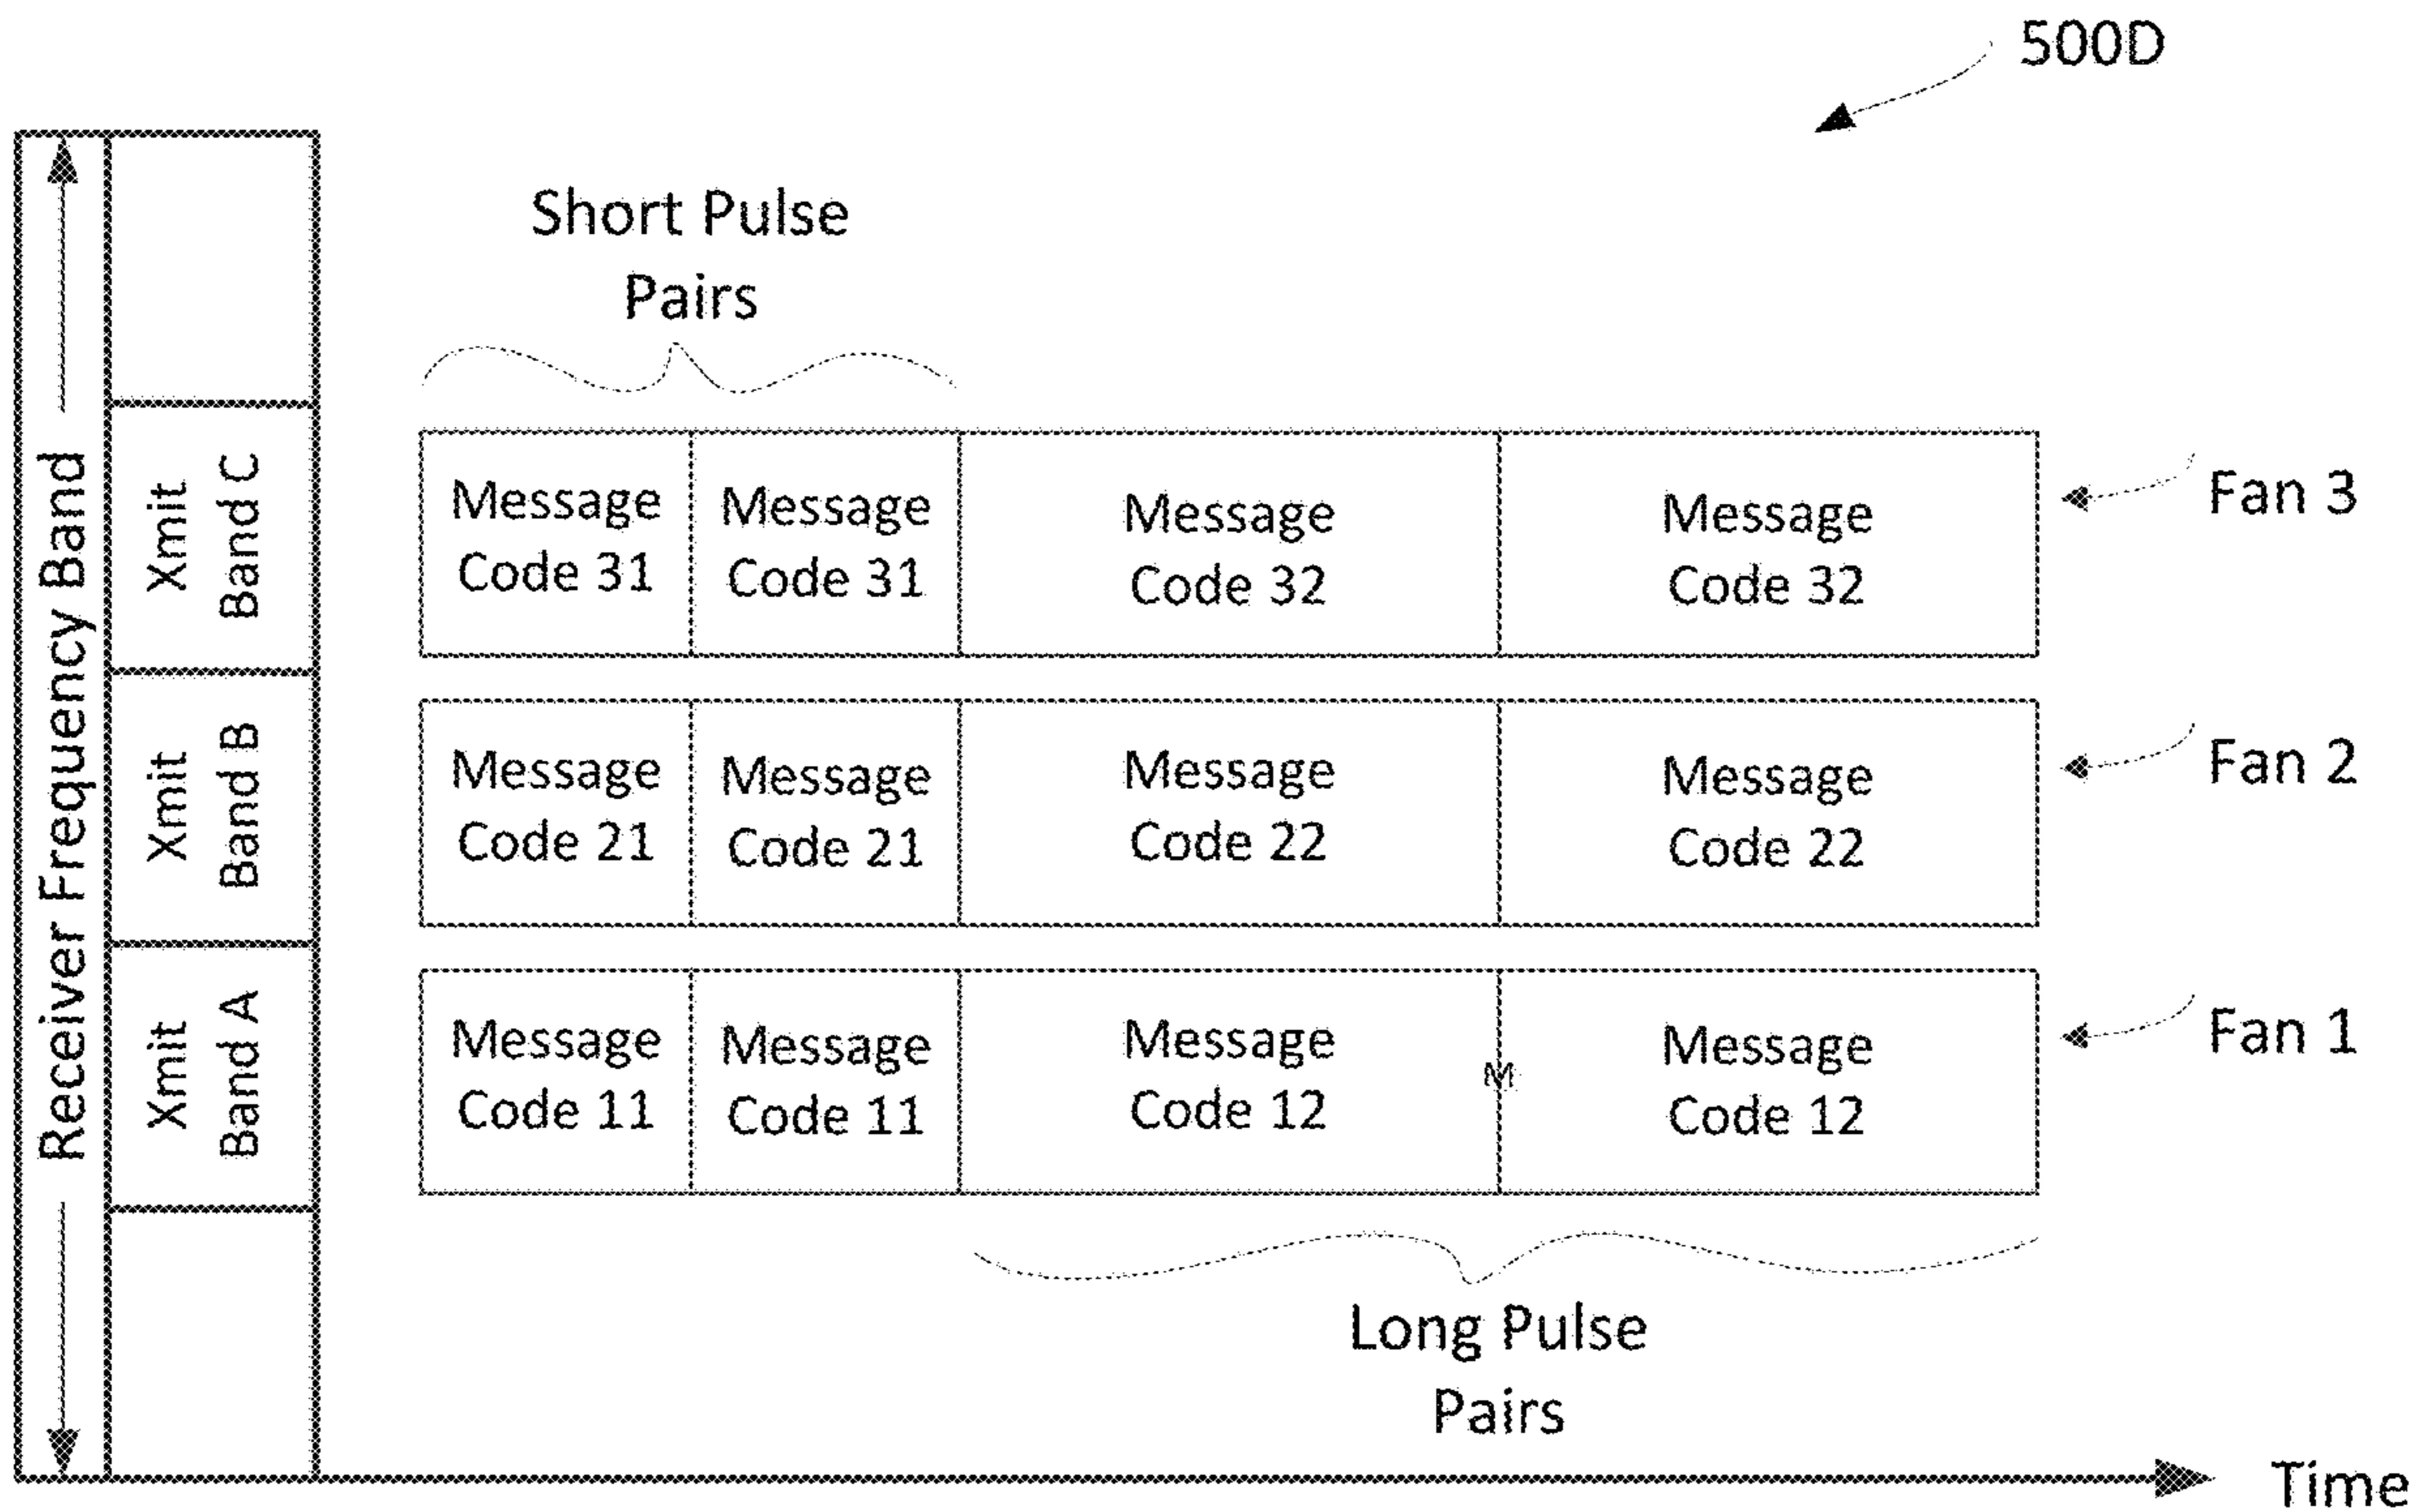 500D
Short Pulse
Pairs
Receiver Frequency Band
Xmit
Band C
Message
Code 31
Message
Code 31
Message
Code 32
Message
Code 32
Fan 3
Xmit
Band B
Message
Code 21
Message
Code 21
Message
Code 22
Message
Code 22
Fan 2
Xmit
Band A
Message
Code 11
Message
Code 11
Message
Code 12
M
Message
Code 12
Fan 1
Long Pulse
Pairs
Time